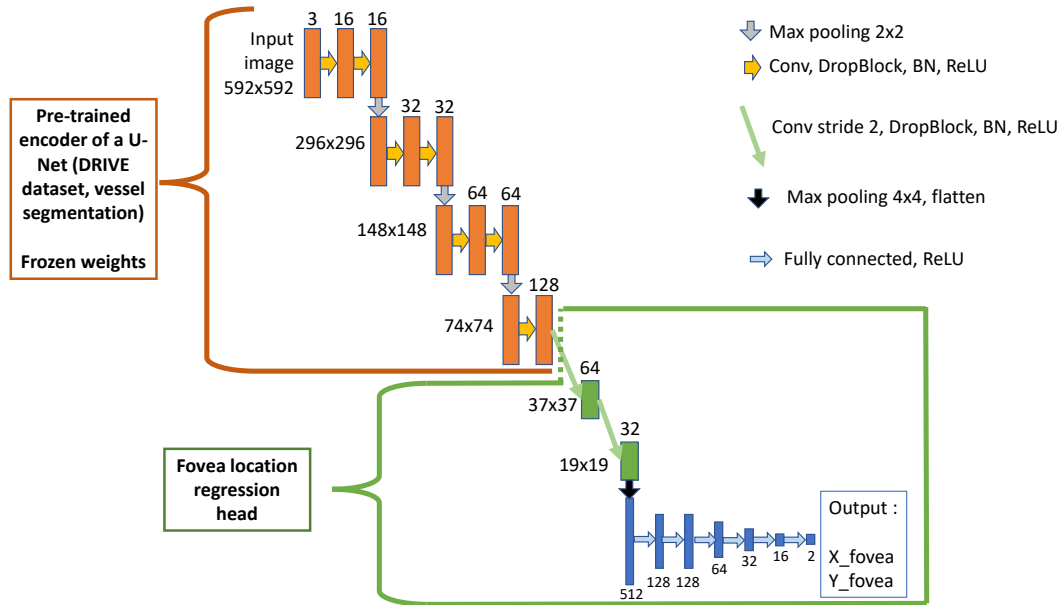 3 16 16
Input
image
592x592
32 32
296x296
64 64
148x148
128
74x74
Pre-trained
encoder of a U-
Net (DRIVE
dataset, vessel
segmentation)
Frozen weights
Max pooling 2x2
Conv, DropBlock, BN, ReLU
Conv stride 2, DropBlock, BN, ReLU
Max pooling 4x4, flatten
Fully connected, ReLU
64
37x37
32
19x19
Fovea location
regression
head
512
128
128
64
32
16
2
Output :
X_fovea
Y_fovea